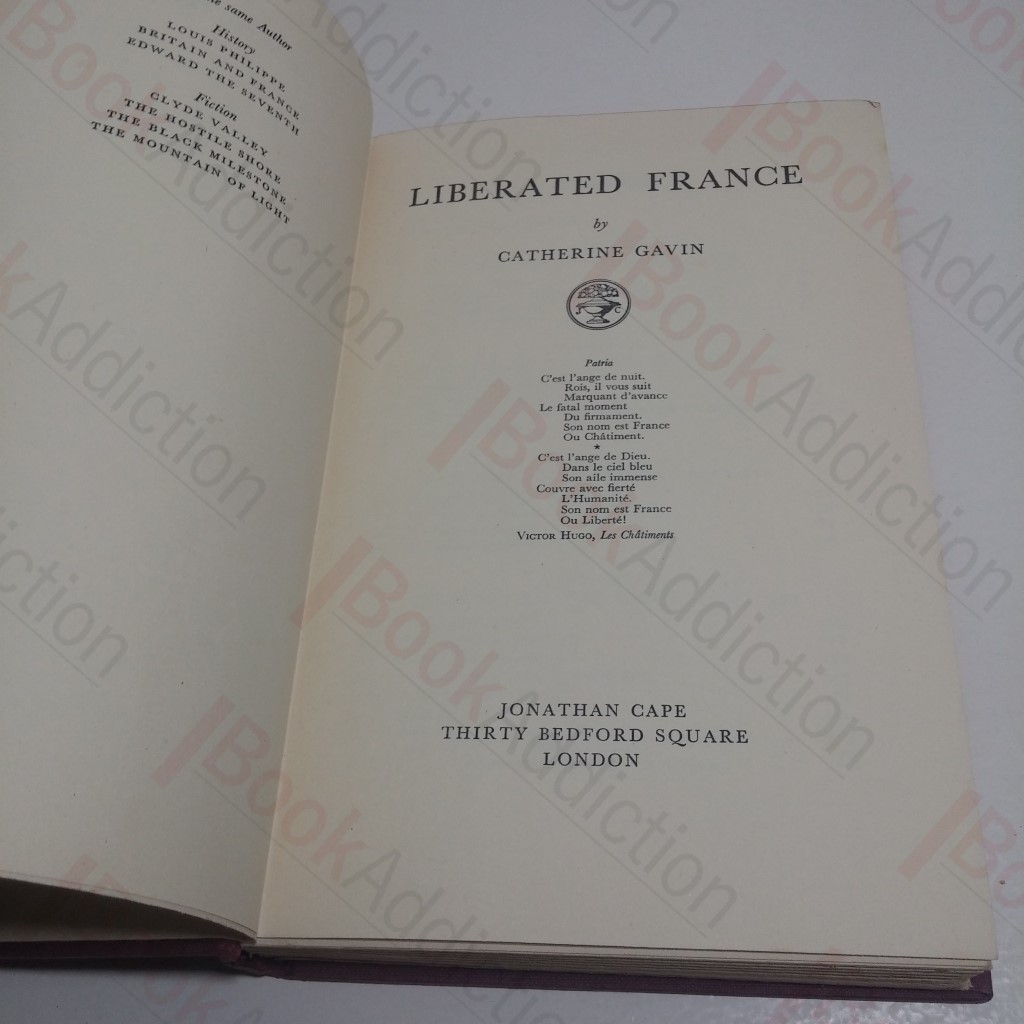 the same Author
History
LOUIS PHILIPPE
BRITAIN AND FRANCE
EDWARD THE SEVENTH
Fiction
CLYDE VALLEY
THE HOSTILE SHORE
THE BLACK MILESTONE
THE MOUNTAIN OF LIGHT
LIBERATED FRANCE
by
CATHERINE GAVIN
J C
Patria
C'est l'ange de nuit.
Rois, il vous suit
Marquant d'avance
Le fatal moment
Du firmament.
Son nom est France
Ou Châtiment.
*
C'est l'ange de Dieu.
Dans le ciel bleu
Son aile immense
Couvre avec fierté
L'Humanité.
Son nom est France
Ou Liberté!
VICTOR HUGO, Les Châtiments
JONATHAN CAPE
THIRTY BEDFORD SQUARE
LONDON
BookAddiction